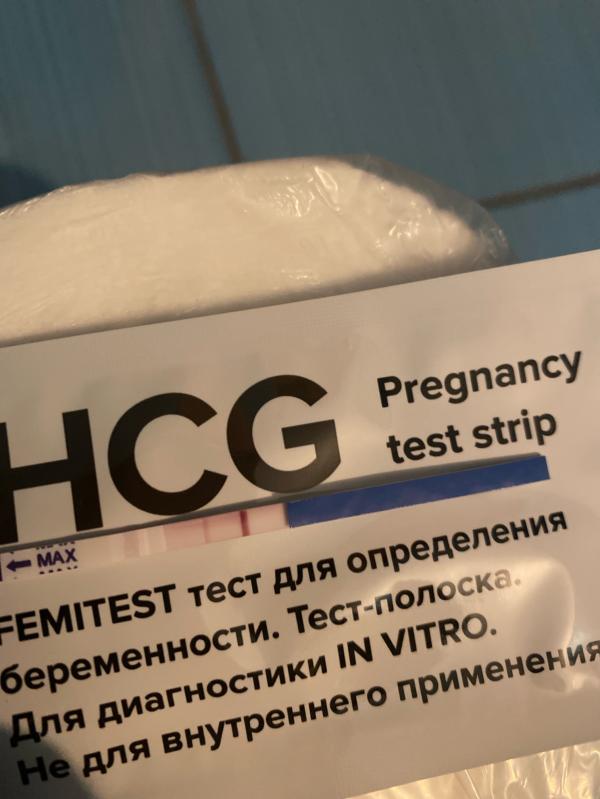 HCG
Pregnancy
test strip
← MAX
FEMITEST тест для определения
беременности. Тест-полоска.
Для диагностики IN VITRO.
Не для внутреннего применения